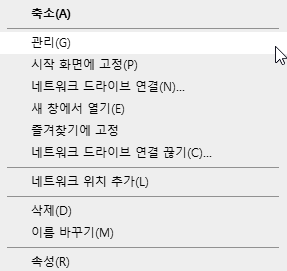 축소(A)
관리(G)
시작 화면에 고정(P)
네트워크 드라이브 연결(N)...
새 창에서 열기(E)
즐겨찾기에 고정
네트워크 드라이브 연결 끊기(C)...
네트워크 위치 추가(L)
삭제(D)
이름 바꾸기(M)
속성(R)